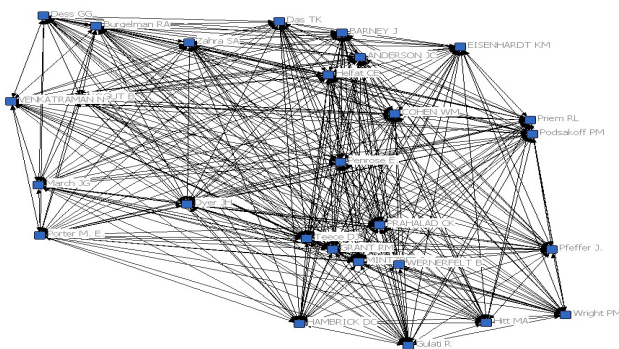 Dess GG
Burgelman RA
Das TK
Zahra SA
BARNEY J
EISENHARDT KM
ANDERSON JC
Helfat CE
VENKATRAMAN N
COHEN WM
Priem RL
Podsakoff PM
Penrose E
March JG
Dyer JH
PRAHALAD CK
Porter M. E
Teece D
GRANT RM
Pfeffer J.
WERNERFELT B
HAMBRICK DC
Hitt MA
Wright PM
Gulati R